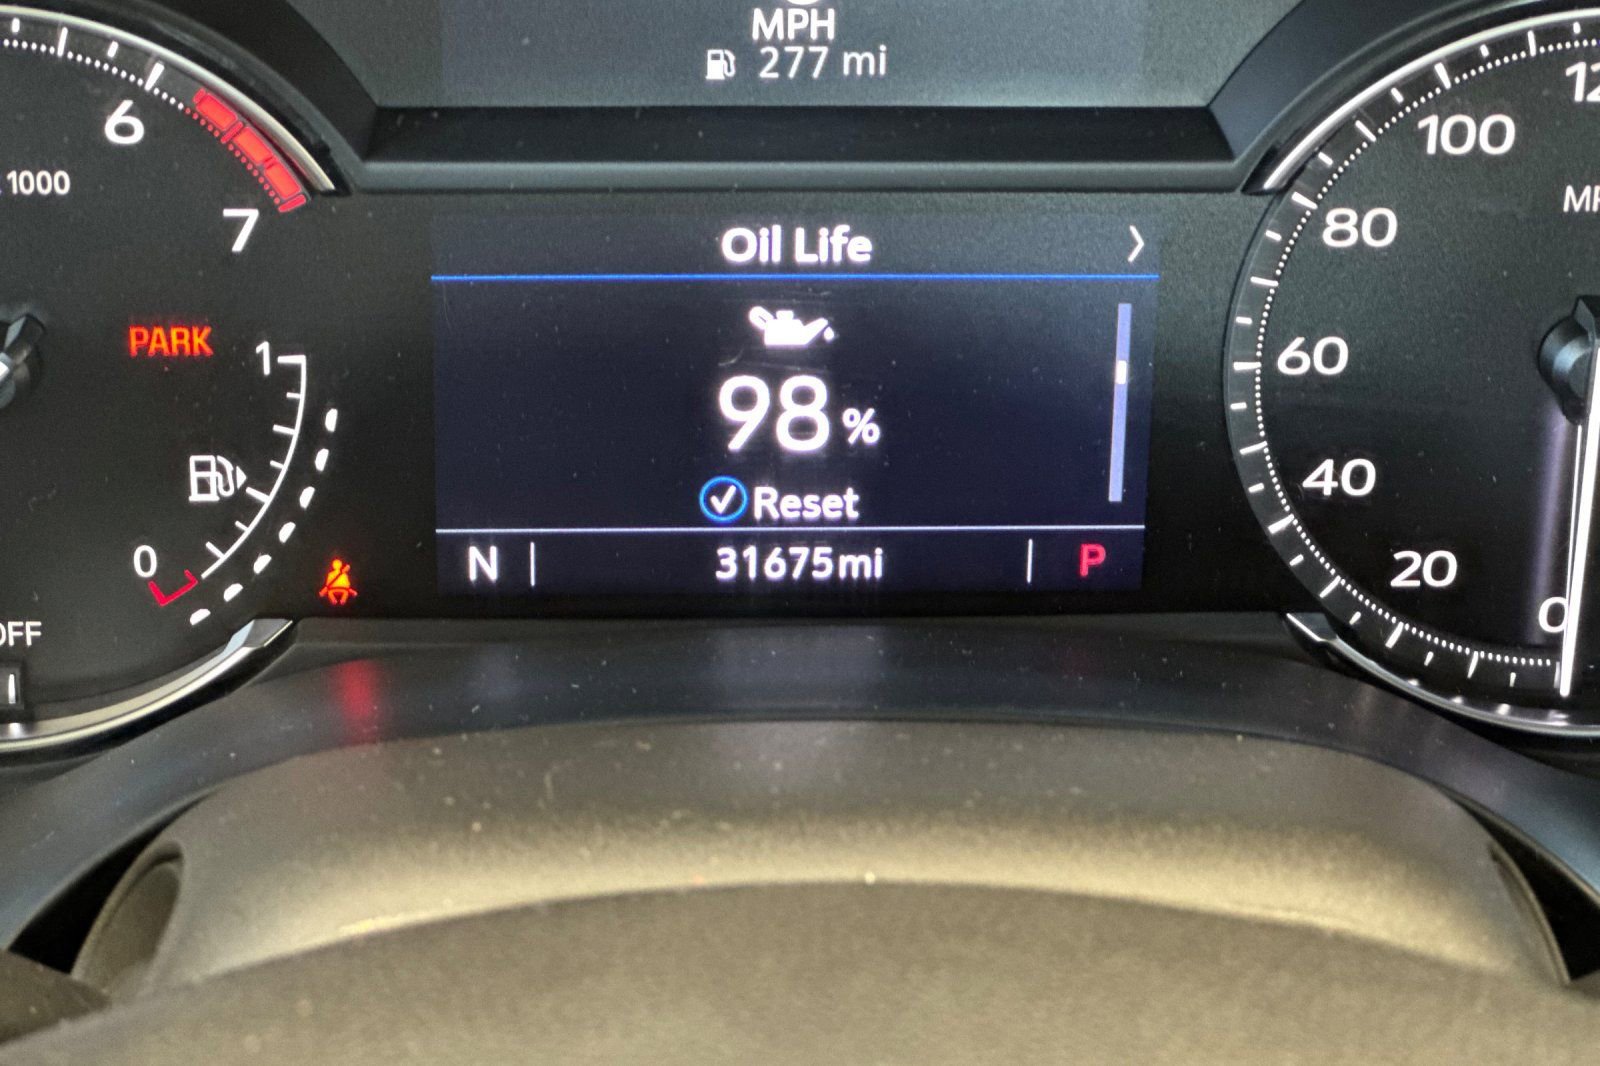 MPH
277 mi
6
1000
7
PARK
1
0
OFF
Oil Life
98 %
Reset
N
31675mi
P
100
80
60
40
20
0